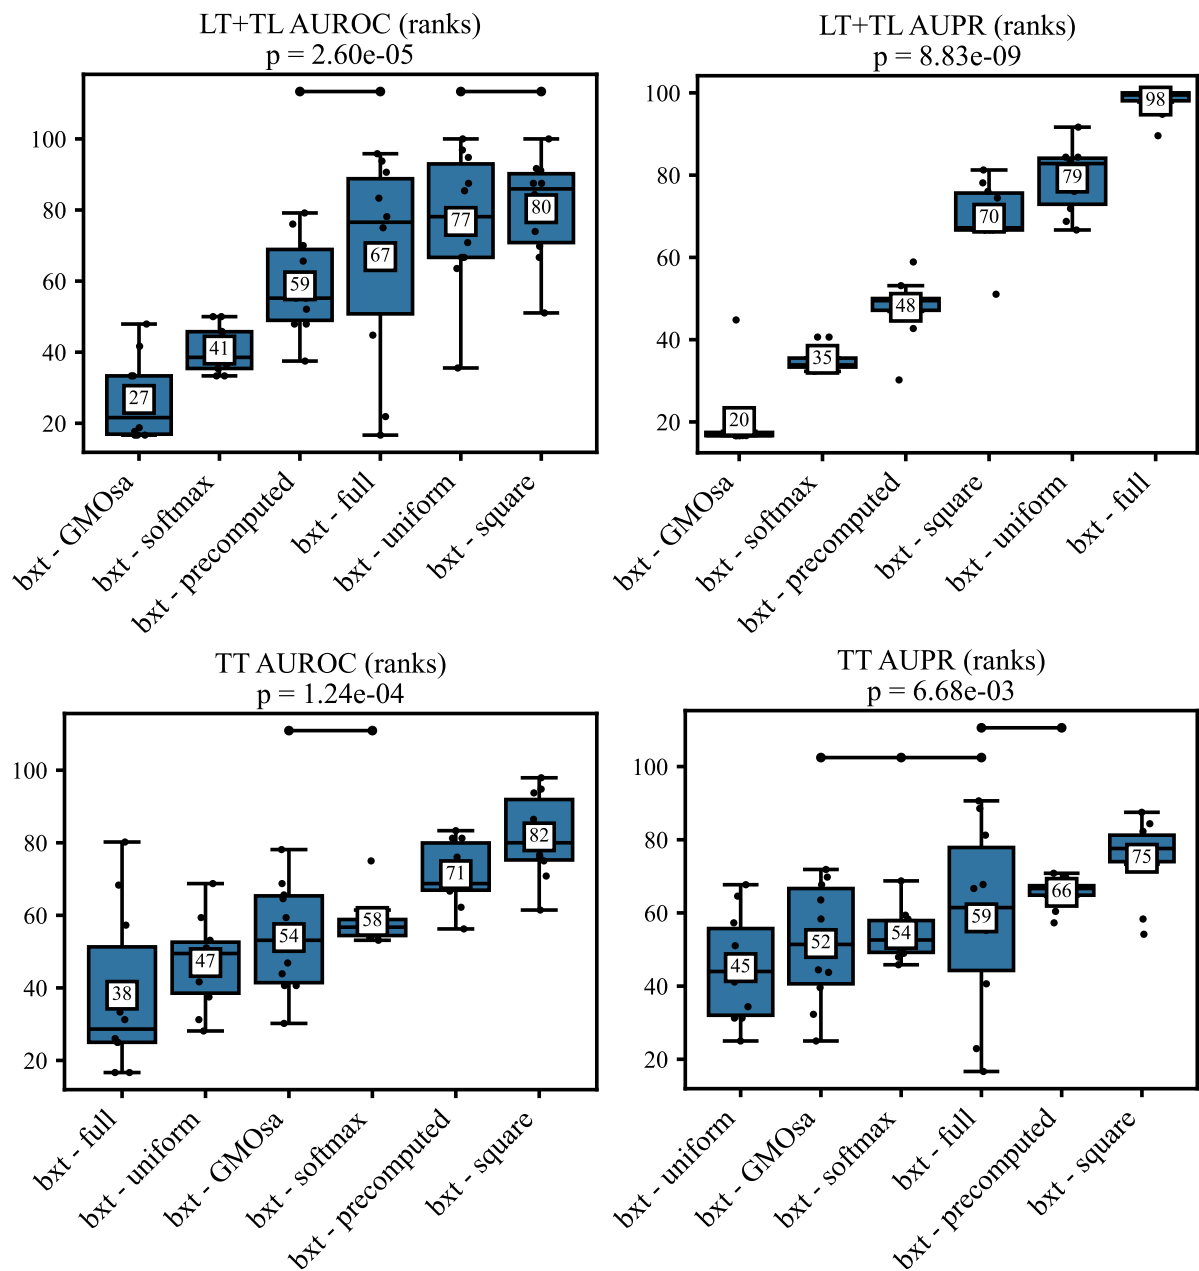 LT+TL AUROC (ranks)
p = 2.60e-05
100
80
60
40
20
27
41
59
67
77
80
bxt - GMOsa
bxt - softmax
bxt - precomputed
bxt - full
bxt - uniform
bxt - square
LT+TL AUPR (ranks)
p = 8.83e-09
100
80
60
40
20
20
35
48
70
79
98
bxt - GMOsa
bxt - softmax
bxt - precomputed
bxt - square
bxt - uniform
bxt - full
TT AUROC (ranks)
p = 1.24e-04
100
80
60
40
20
38
47
54
58
71
82
bxt - full
bxt - uniform
bxt - GMOsa
bxt - softmax
bxt - precomputed
bxt - square
TT AUPR (ranks)
p = 6.68e-03
100
80
60
40
20
45
52
54
59
66
75
bxt - uniform
bxt - GMOsa
bxt - softmax
bxt - full
bxt - precomputed
bxt - square